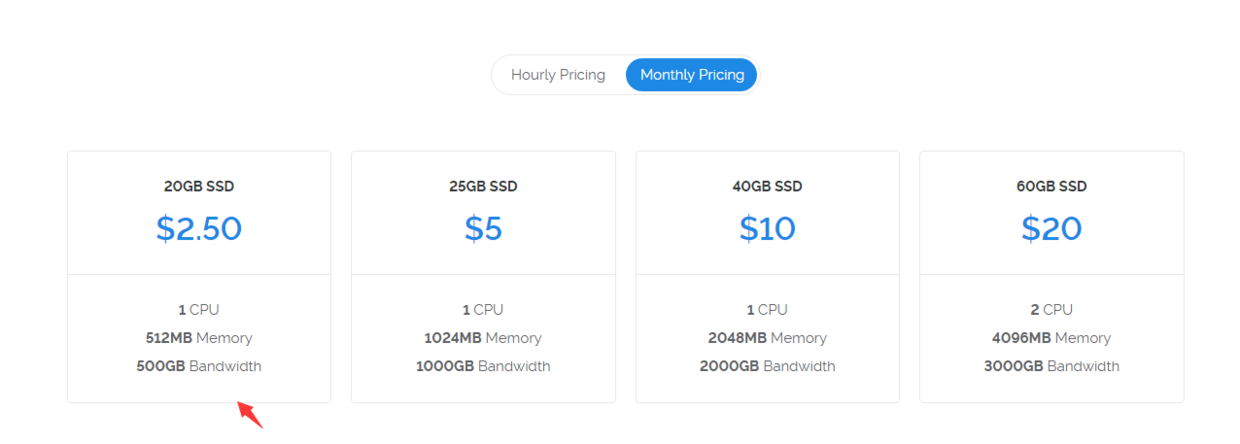 Hourly Pricing
Monthly Pricing
20GB SSD
$2.50
1 CPU
512MB Memory
500GB Bandwidth
25GB SSD
$5
1 CPU
1024MB Memory
1000GB Bandwidth
40GB SSD
$10
1 CPU
2048MB Memory
2000GB Bandwidth
60GB SSD
$20
2 CPU
4096MB Memory
3000GB Bandwidth